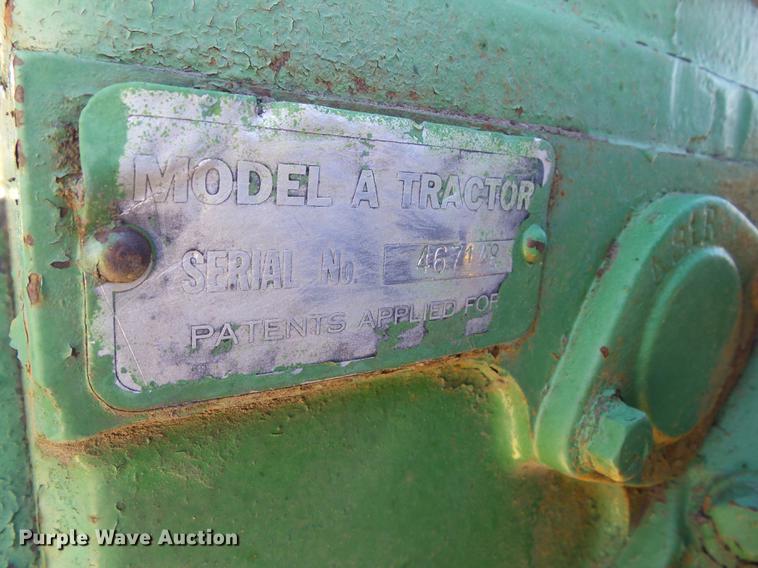 MODEL A TRACTOR
SERIAL No.
PATENTS APPLIED FOR
Purple Wave Auction